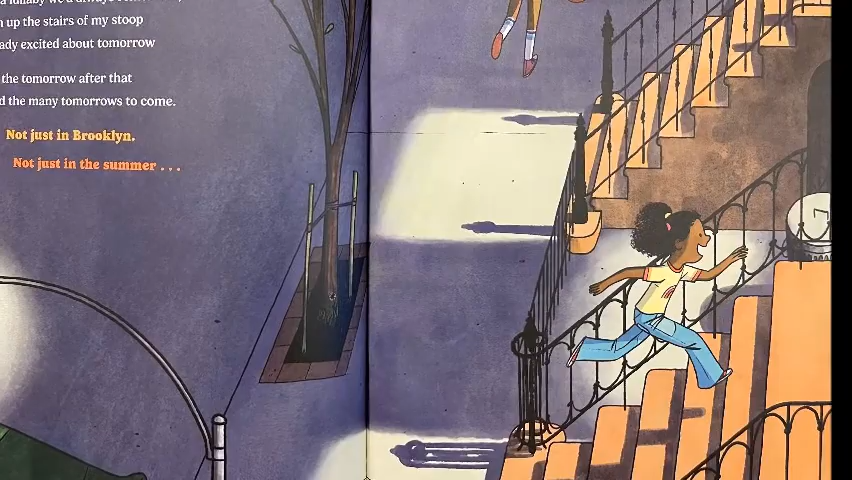 up the stairs of my stoop
excited about tomorrow
the tomorrow after that
the many tomorrows to come.
Not just in Brooklyn.
Not just in the summer . . .